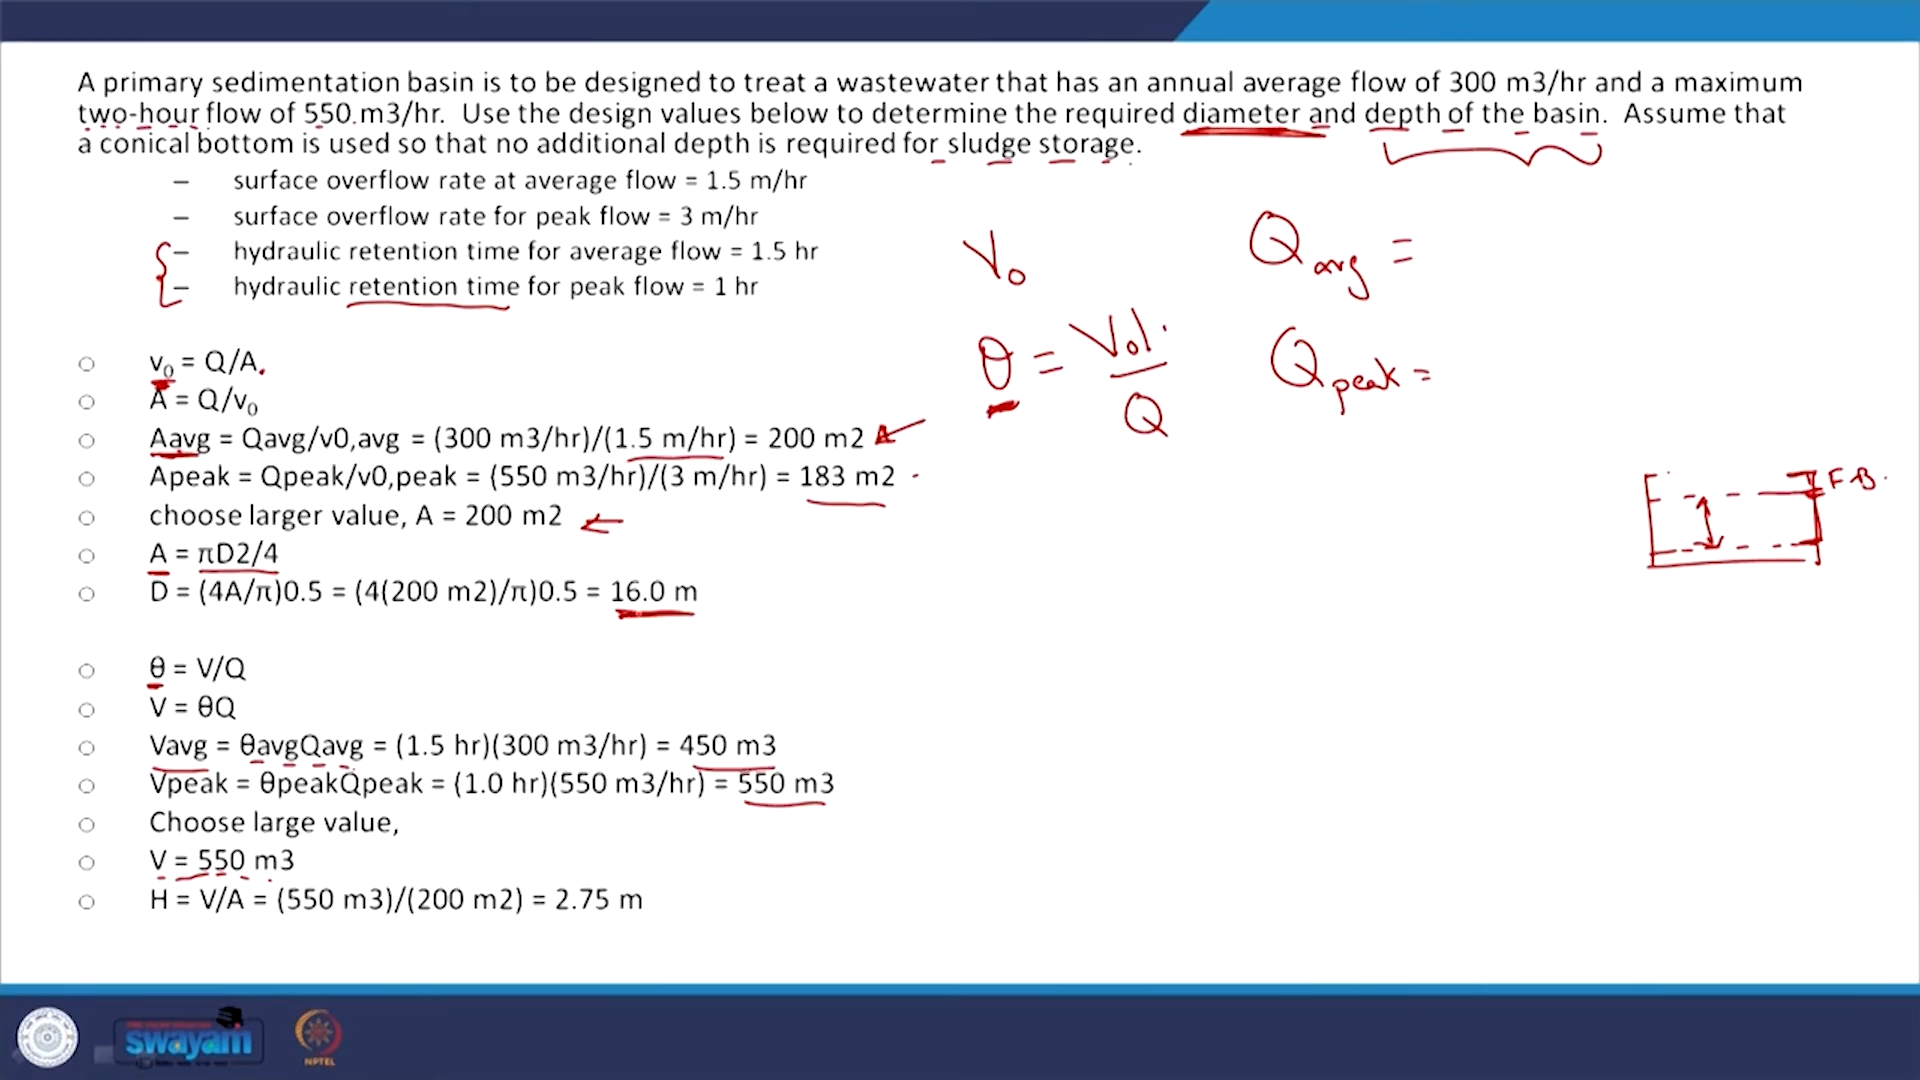 A primary sedimentation basin is to be designed to treat a wastewater that has an annual average flow of 300 m3/hr and a maximum
two-hour flow of 550.m3/hr. Use the design values below to determine the required diameter and depth of the basin. Assume that
a conical bottom is used so that no additional depth is required for sludge storage.
– surface overflow rate at average flow = 1.5 m/hr
– surface overflow rate for peak flow = 3 m/hr
– hydraulic retention time for average flow = 1.5 hr
– hydraulic retention time for peak flow = 1 hr
V0
Qavg =
θ = Vol. / Q
Qpeak =
v0 = Q/A.
A = Q/v0
Aavg = Qavg/v0,avg = (300 m3/hr)/(1.5 m/hr) = 200 m2
Apeak = Qpeak/v0,peak = (550 m3/hr)/(3 m/hr) = 183 m2
F.B.
choose larger value, A = 200 m2
A = πD2/4
D = (4A/π)0.5 = (4(200 m2)/π)0.5 = 16.0 m
θ = V/Q
V = θQ
Vavg = θavgQavg = (1.5 hr)(300 m3/hr) = 450 m3
Vpeak = θpeakQpeak = (1.0 hr)(550 m3/hr) = 550 m3
Choose large value,
V = 550 m3
H = V/A = (550 m3)/(200 m2) = 2.75 m
swayam
NPTEL